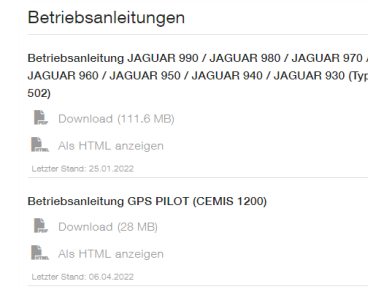 Betriebsanleitungen
Betriebsanleitung JAGUAR 990 / JAGUAR 980 / JAGUAR 970 /
JAGUAR 960 / JAGUAR 950 / JAGUAR 940 / JAGUAR 930 (Typ
502)
Download (111.6 MB)
Als HTML anzeigen
Letzter Stand: 25.01.2022
Betriebsanleitung GPS PILOT (CEMIS 1200)
Download (28 MB)
Als HTML anzeigen
Letzter Stand: 06.04.2022